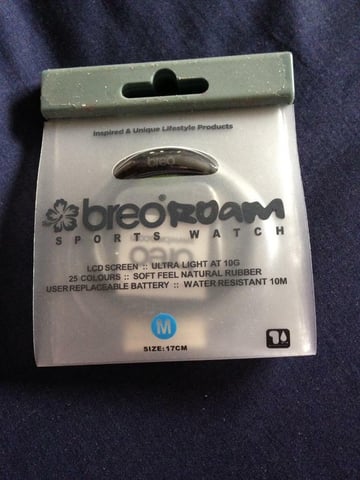 Inspired & Unique Lifestyle Products
breo
breo ROAM
SPORTS WATCH
LCD SCREEN :: ULTRA LIGHT AT 10G
25 COLOURS :: SOFT FEEL NATURAL RUBBER
USER REPLACEABLE BATTERY :: WATER RESISTANT 10M
M
SIZE:17CM